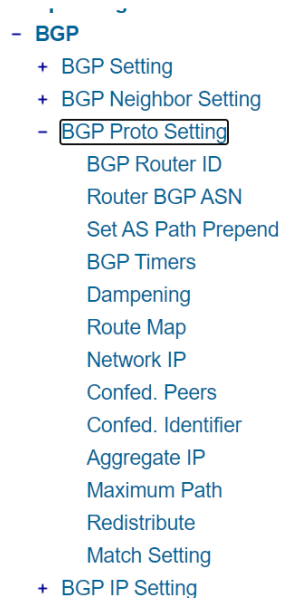 - BGP
+ BGP Setting
+ BGP Neighbor Setting
- BGP Proto Setting
BGP Router ID
Router BGP ASN
Set AS Path Prepend
BGP Timers
Dampening
Route Map
Network IP
Confed. Peers
Confed. Identifier
Aggregate IP
Maximum Path
Redistribute
Match Setting
+ BGP IP Setting